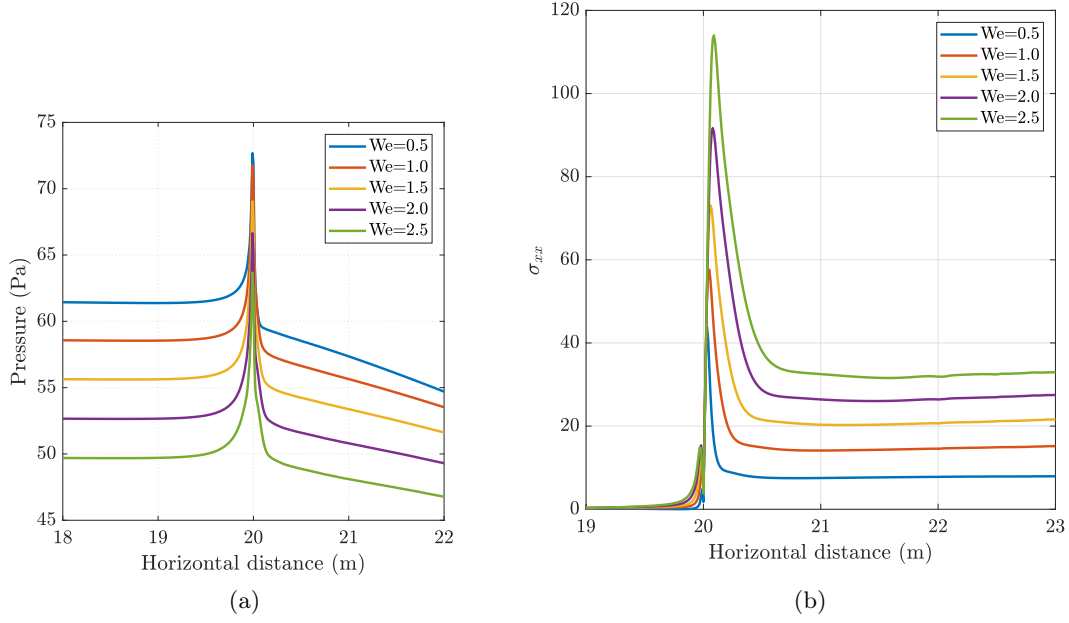 75
70
65
60
55
50
45
18
19
20
21
22
Pressure (Pa)
Horizontal distance (m)
We=0.5
We=1.0
We=1.5
We=2.0
We=2.5
(a)
120
100
80
60
40
20
0
19
20
21
22
23
σxx
Horizontal distance (m)
We=0.5
We=1.0
We=1.5
We=2.0
We=2.5
(b)